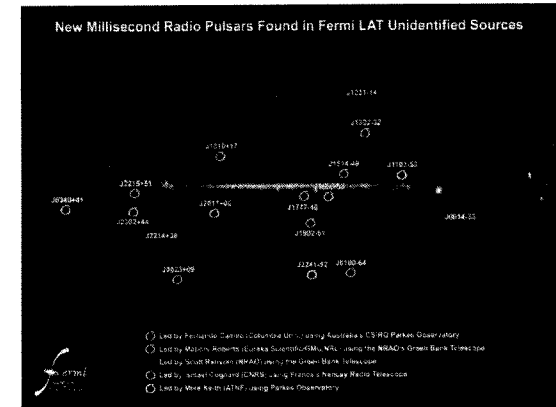 New Millisecond Radio Pulsars Found in Fermi LAT Unidentified Sources
J1231-14
J1302-32
J1810+17
J1514-49
J1103-53
J2215+51
J0340+41
J2017+06
J1747-40
J0614-33
J2302+44
J1902-51
J2214+30
J0023+09
J2241-52
J0100-64
Led by Fernando Camilo (Columbia Univ.) using Australia's CSIRO Parkes Observatory
Led by Mallory Roberts (Eureka Scientific/GMU/NRL) using the NRAO's Green Bank Telescope
Led by Scott Ransom (NRAO) using the Green Bank Telescope
Led by Ismael Cognard (CNRS) using France's Nançay Radio Telescope
Led by Mike Keith (ATNF) using Parkes Observatory
Fermi